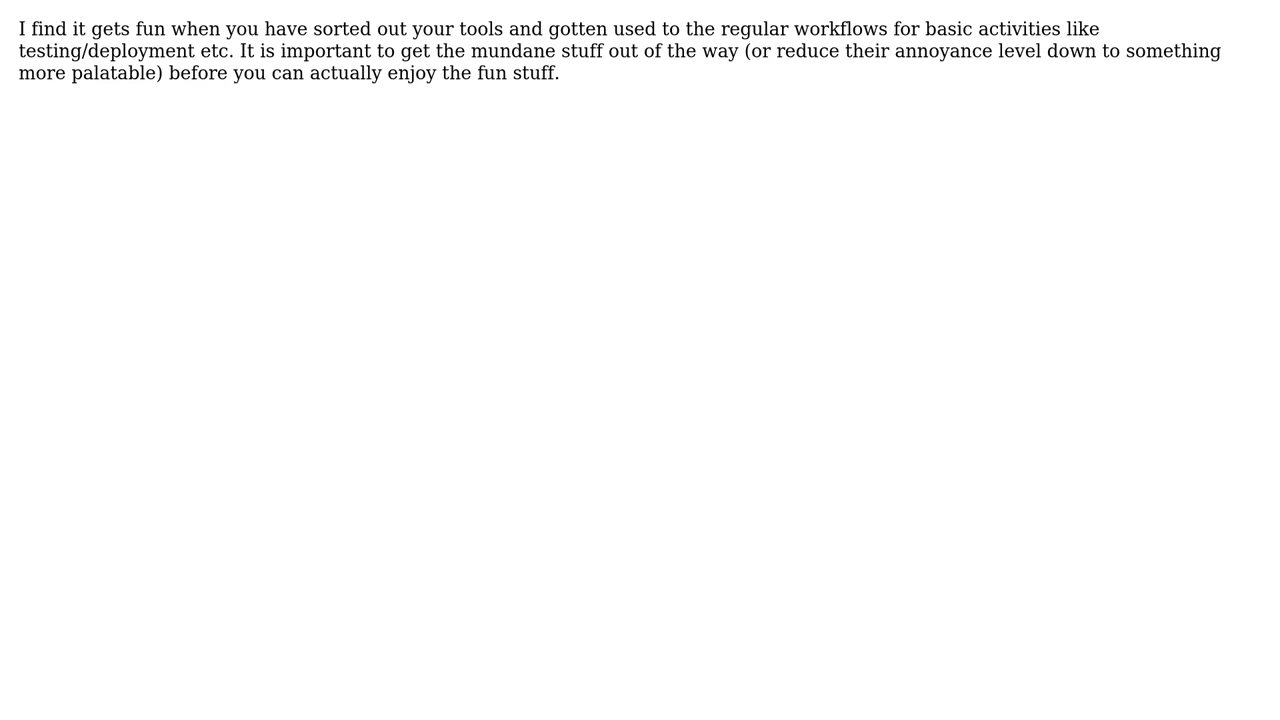 I find it gets fun when you have sorted out your tools and gotten used to the regular workflows for basic activities like
testing/deployment etc. It is important to get the mundane stuff out of the way (or reduce their annoyance level down to something
more palatable) before you can actually enjoy the fun stuff.